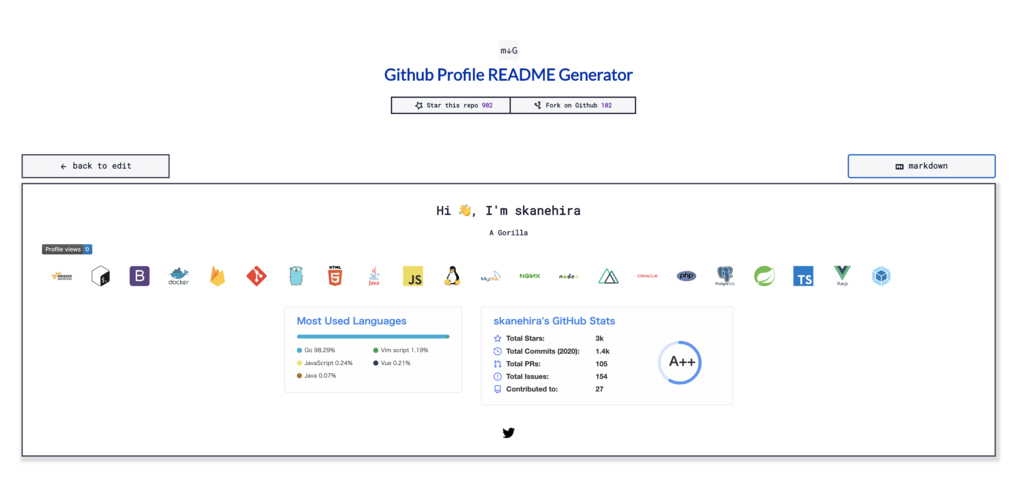 m↓G
Github Profile README Generator
Star this repo 902
Fork on Github 102
← back to edit
markdown
Hi 👋, I'm skanehira
A Gorilla
Profile views 0
B
docker
HTML
5
Java
JS
MySQL
NGINX
node
ORACLE
php
PostgreSQL
TS
Vue.js
Most Used Languages
Go 98.29%
Vim script 1.19%
JavaScript 0.24%
Vue 0.21%
Java 0.07%
skanehira's GitHub Stats
Total Stars: 3k
Total Commits (2020): 1.4k
Total PRs: 105
Total Issues: 154
Contributed to: 27
A++